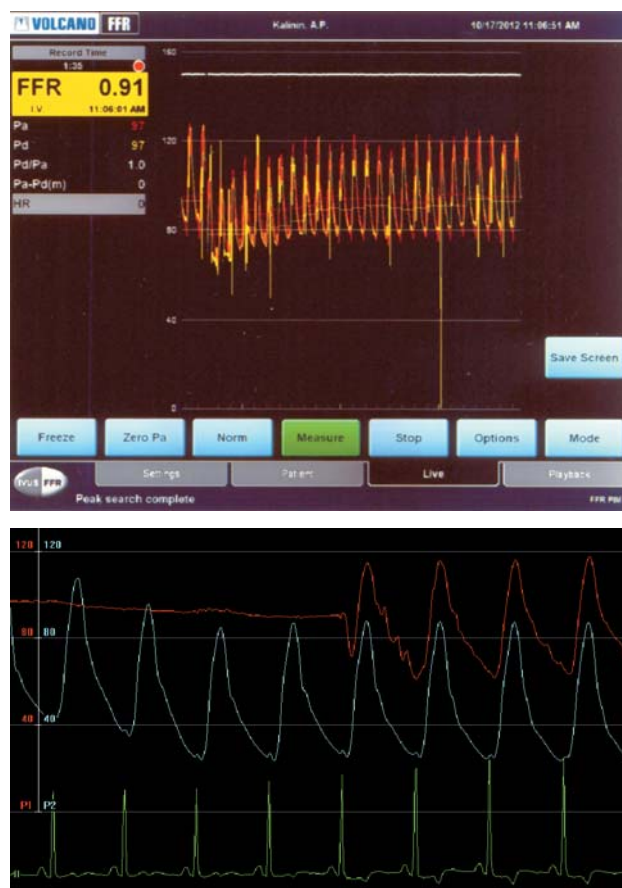 VOLCANO FFR Kalinin. A.P. 10/17/2012 11:06:51 AM
Record Time
1:35
FFR 0.91
I.V. 11:06:01 AM
Pa 97
Pd 97
Pd/Pa 1.0
Pa-Pd(m) 0
HR 0
160
120
80
40
0
Save Screen
Freeze Zero Pa Norm Measure Stop Options Mode
IVUS FFR Settings Patient Live Playback
Peak search complete
120 120
80 80
40 40
P1 P2
II